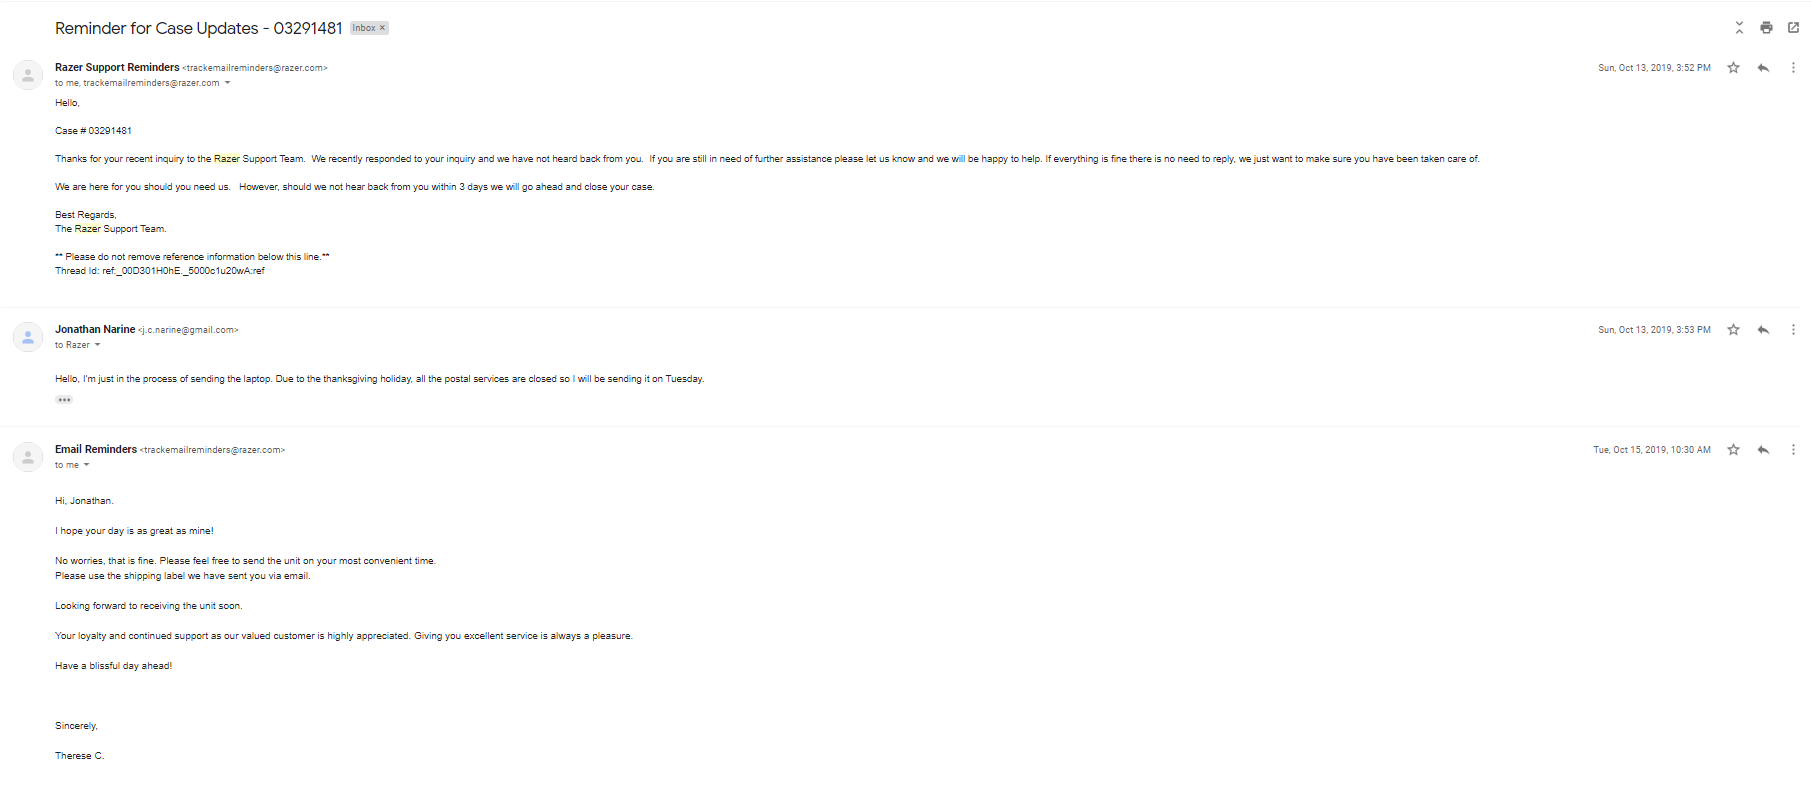 Reminder for Case Updates - 03291481 Inbox ×
Razer Support Reminders <trackemailreminders@razer.com> Sun, Oct 13, 2019, 3:52 PM
to me, trackemailreminders@razer.com
Hello,
Case # 03291481
Thanks for your recent inquiry to the Razer Support Team.  We recently responded to your inquiry and we have not heard back from you.  If you are still in need of further assistance please let us know and we will be happy to help. If everything is fine there is no need to reply, we just want to make sure you have been taken care of.
We are here for you should you need us.   However, should we not hear back from you within 3 days we will go ahead and close your case.
Best Regards,
The Razer Support Team.
** Please do not remove reference information below this line.**
Thread Id: ref:_00D301H0hE._5000c1u20wA:ref
Jonathan Narine <j.c.narine@gmail.com> Sun, Oct 13, 2019, 3:53 PM
to Razer
Hello, I'm just in the process of sending the laptop. Due to the thanksgiving holiday, all the postal services are closed so I will be sending it on Tuesday.
Email Reminders <trackemailreminders@razer.com> Tue, Oct 15, 2019, 10:30 AM
to me
Hi, Jonathan.
I hope your day is as great as mine!
No worries, that is fine. Please feel free to send the unit on your most convenient time.
Please use the shipping label we have sent you via email.
Looking forward to receiving the unit soon.
Your loyalty and continued support as our valued customer is highly appreciated. Giving you excellent service is always a pleasure.
Have a blissful day ahead!
Sincerely,
Therese C.